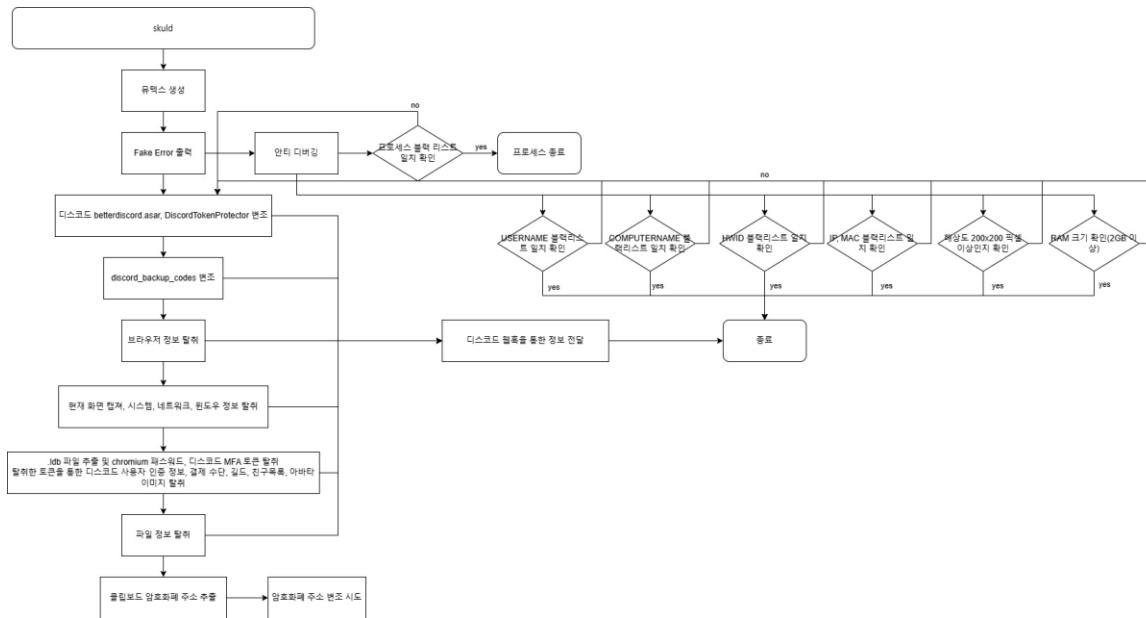 skuld
뮤텍스 생성
Fake Error 출력
안티 디버깅
프로세스 블랙 리스트
일치 확인
no
yes
프로세스 종료
no
디스코드 betterdiscord.asar, DiscordTokenProtector 변조
USERNAME 블랙리스
트 일치 확인
COMPUTERNAME 블
랙리스트 일치 확인
HWID 블랙리스트 일치
확인
IP, MAC 블랙리스트 일
치 확인
해상도 200x200 픽셀
이상인지 확인
RAM 크기 확인(2GB 이
상)
yes
yes
yes
yes
yes
yes
discord_backup_codes 변조
브라우저 정보 탈취
디스코드 웹훅을 통한 정보 전달
종료
현재 화면 캡쳐, 시스템, 네트워크, 윈도우 정보 탈취
.ldb 파일 추출 및 chromium 패스워드, 디스코드 MFA 토큰 탈취
탈취한 토큰을 통한 디스코드 사용자 인증 정보, 결제 수단, 길드, 친구목록, 아바타
이미지 탈취
파일 정보 탈취
클립보드 암호화폐 주소 추출
암호화폐 주소 변조 시도